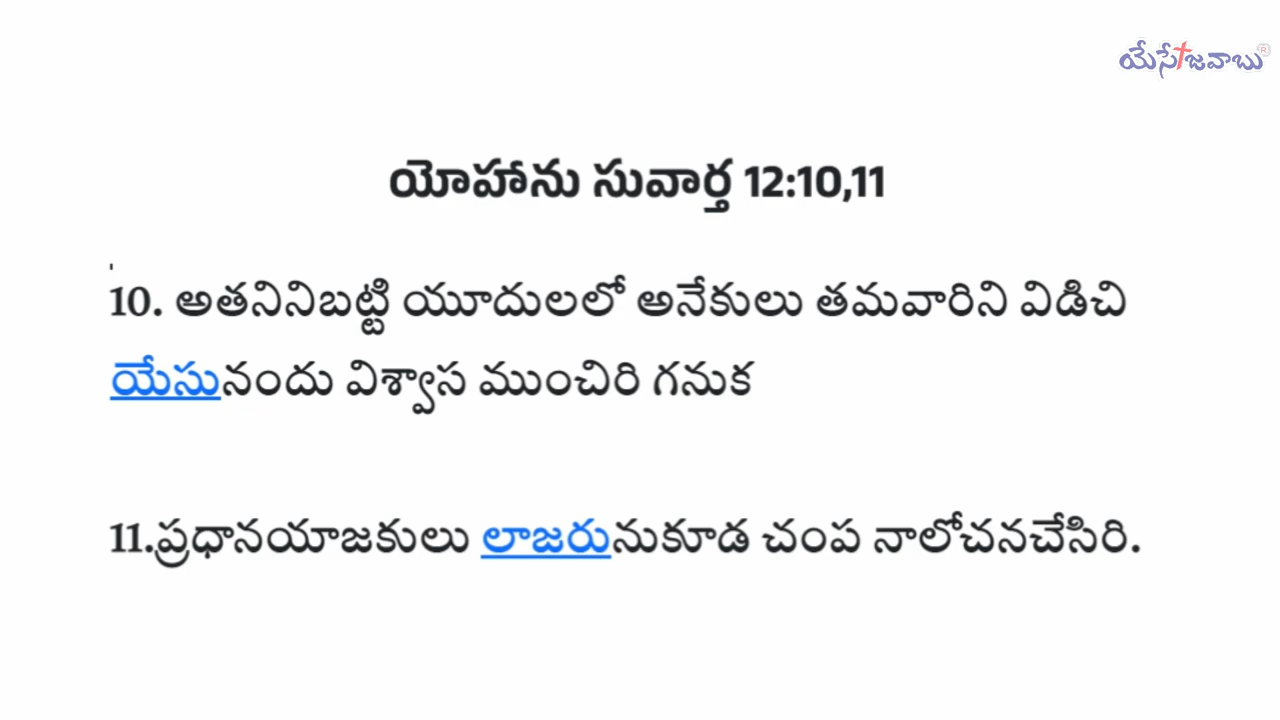 యేసే జవాబు ®
యోహాను సువార్త 12:10,11
10. అతనినిబట్టి యూదులలో అనేకులు తమవారిని విడిచి
యేసునందు విశ్వాస ముంచిరి గనుక
11.ప్రధానయాజకులు లాజరునుకూడ చంప నాలోచనచేసిరి.